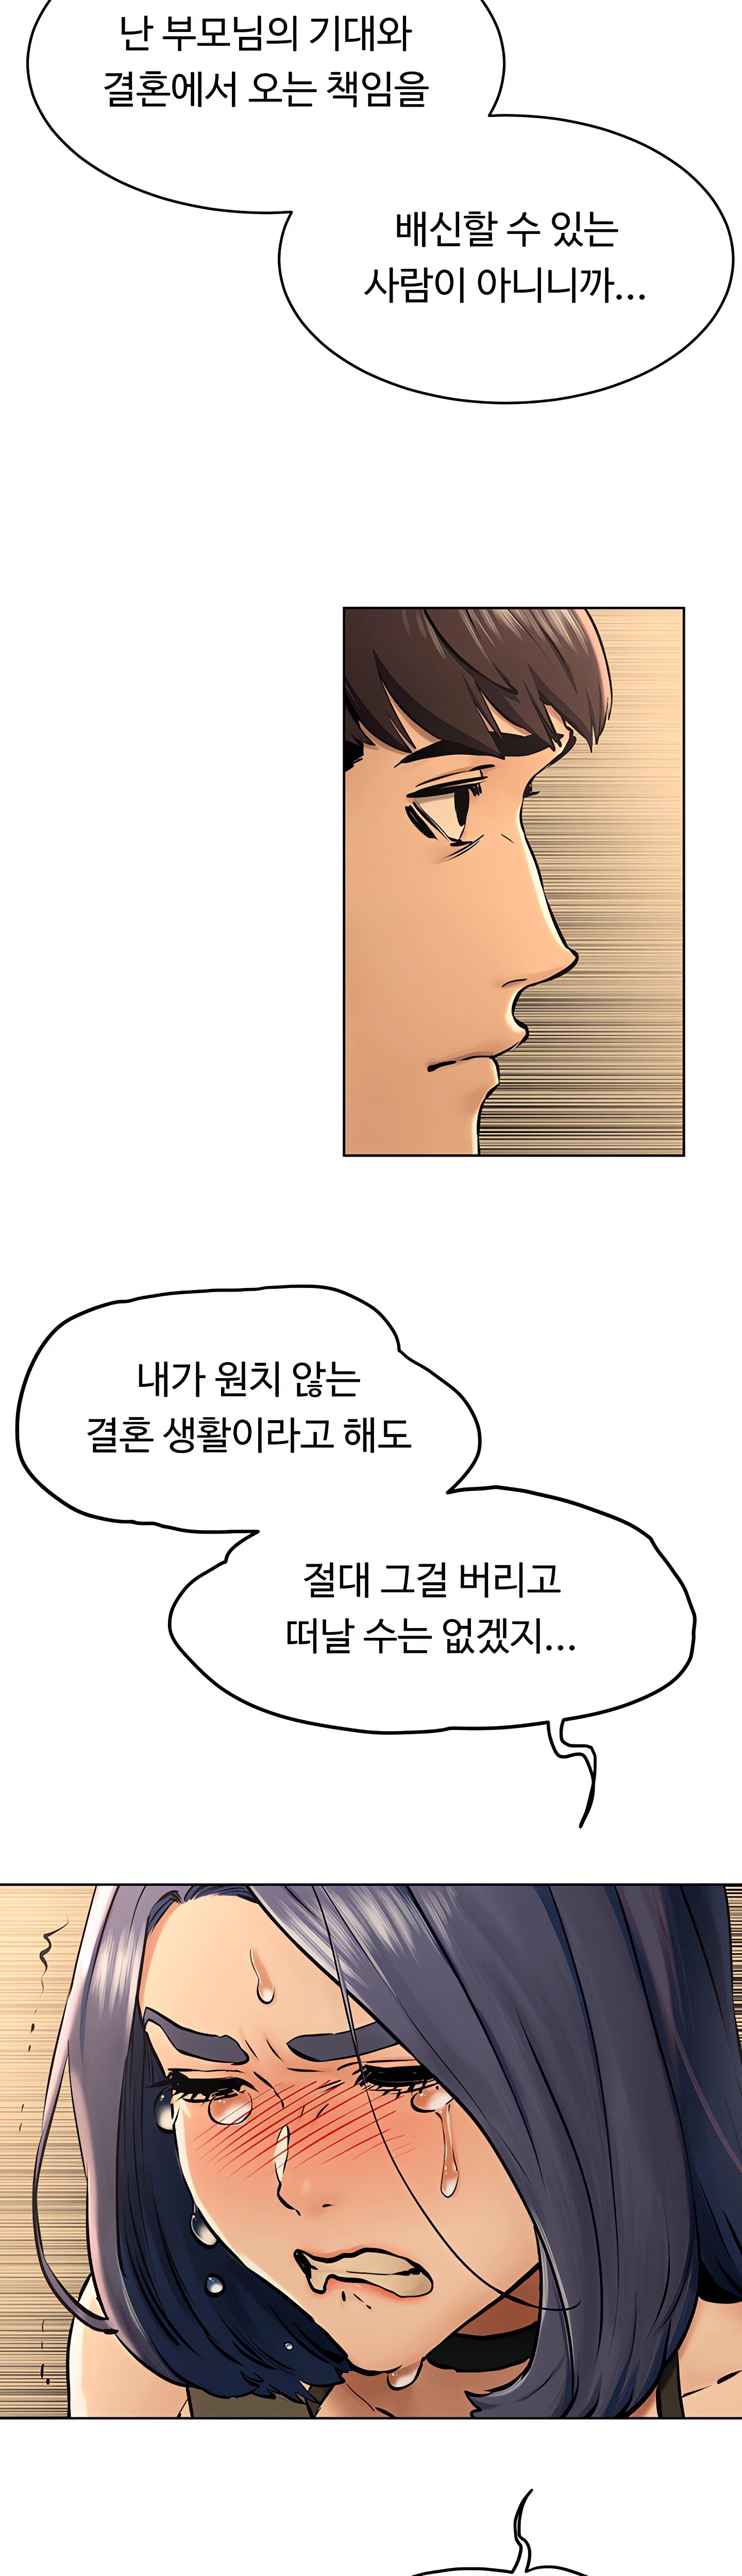 난 부모님의 기대와
결혼에서 오는 책임을
배신할 수 있는
사람이 아니니까...
내가 원치 않는
결혼 생활이라고 해도
절대 그걸 버리고
떠날 수는 없겠지...